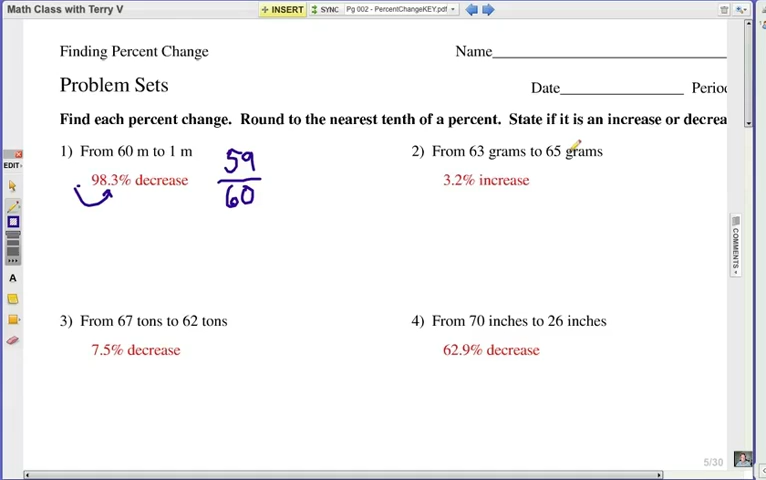 Math Class with Terry V
INSERT
SYNC
Pg 002 - PercentChangeKEY.pdf
Finding Percent Change
Name
Problem Sets
Date Perioc
Find each percent change. Round to the nearest tenth of a percent. State if it is an increase or decrea
1) From 60 m to 1 m
98.3% decrease
59
60
2) From 63 grams to 65 grams
3.2% increase
EDIT
A
COMMENTS
3) From 67 tons to 62 tons
7.5% decrease
4) From 70 inches to 26 inches
62.9% decrease
5/30